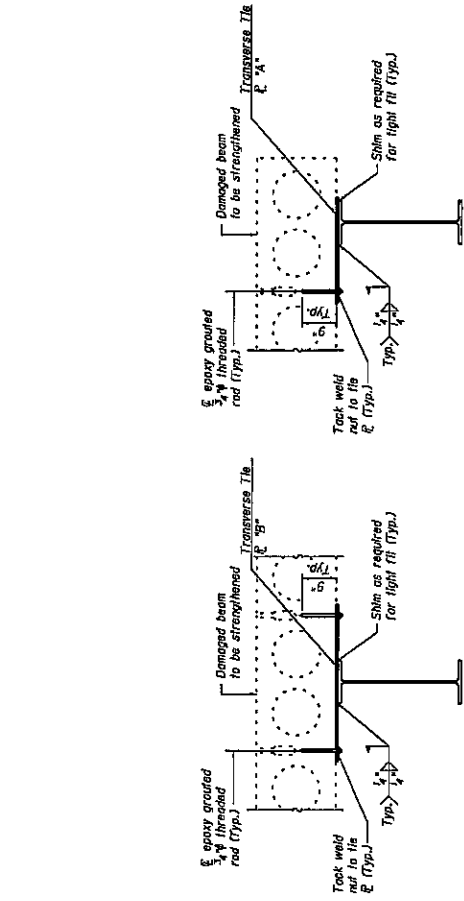 ℄ epoxy grouted
3/4"φ threaded
rod (Typ.)
Damaged beam
to be strengthened
Transverse Tie
PL "B"
9"
Typ.
Shim as required
for tight fit (Typ.)
Tack weld
nut to tie
PL (Typ.)
Typ.
1/4"
1/4"
℄ epoxy grouted
3/4"φ threaded
rod (Typ.)
Damaged beam
to be strengthened
Transverse Tie
PL "A"
9"
Typ.
Shim as required
for tight fit (Typ.)
Tack weld
nut to tie
PL (Typ.)
Typ.
1/4"
1/4"